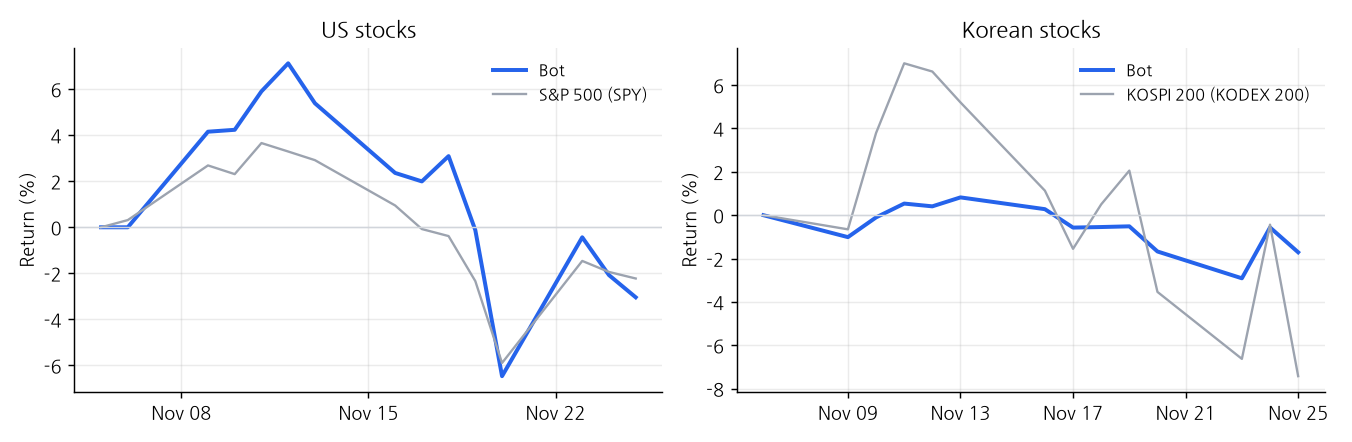 US stocks
Bot
S&P 500 (SPY)
Return (%)
6
4
2
0
-2
-4
-6
Nov 08
Nov 15
Nov 22
Korean stocks
Bot
KOSPI 200 (KODEX 200)
Return (%)
6
4
2
0
-2
-4
-6
-8
Nov 09
Nov 13
Nov 17
Nov 21
Nov 25